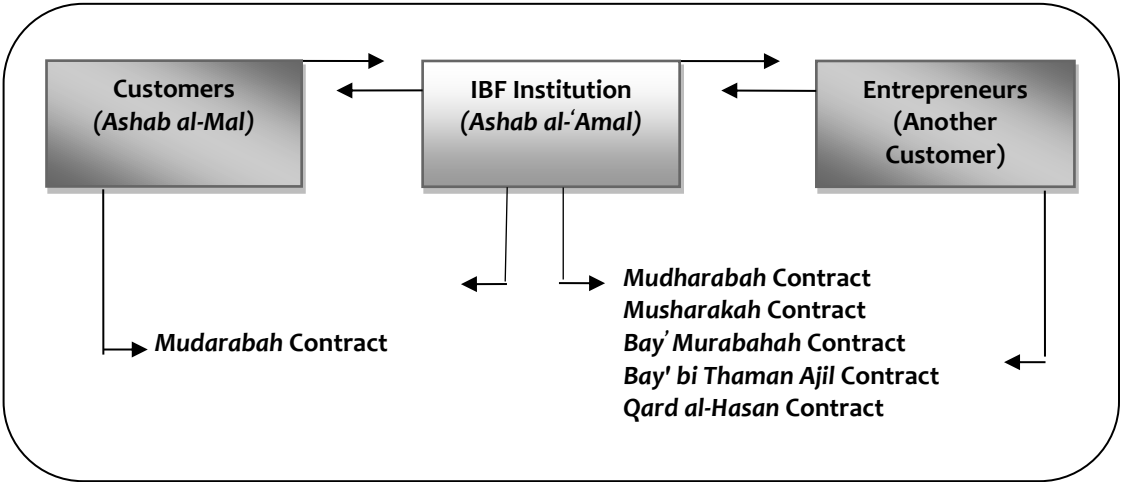 Customers
(Ashab al-Mal)
IBF Institution
(Ashab al-‘Amal)
Entrepreneurs
(Another
Customer)
Mudarabah Contract
Mudharabah Contract
Musharakah Contract
Bay’ Murabahah Contract
Bay' bi Thaman Ajil Contract
Qard al-Hasan Contract